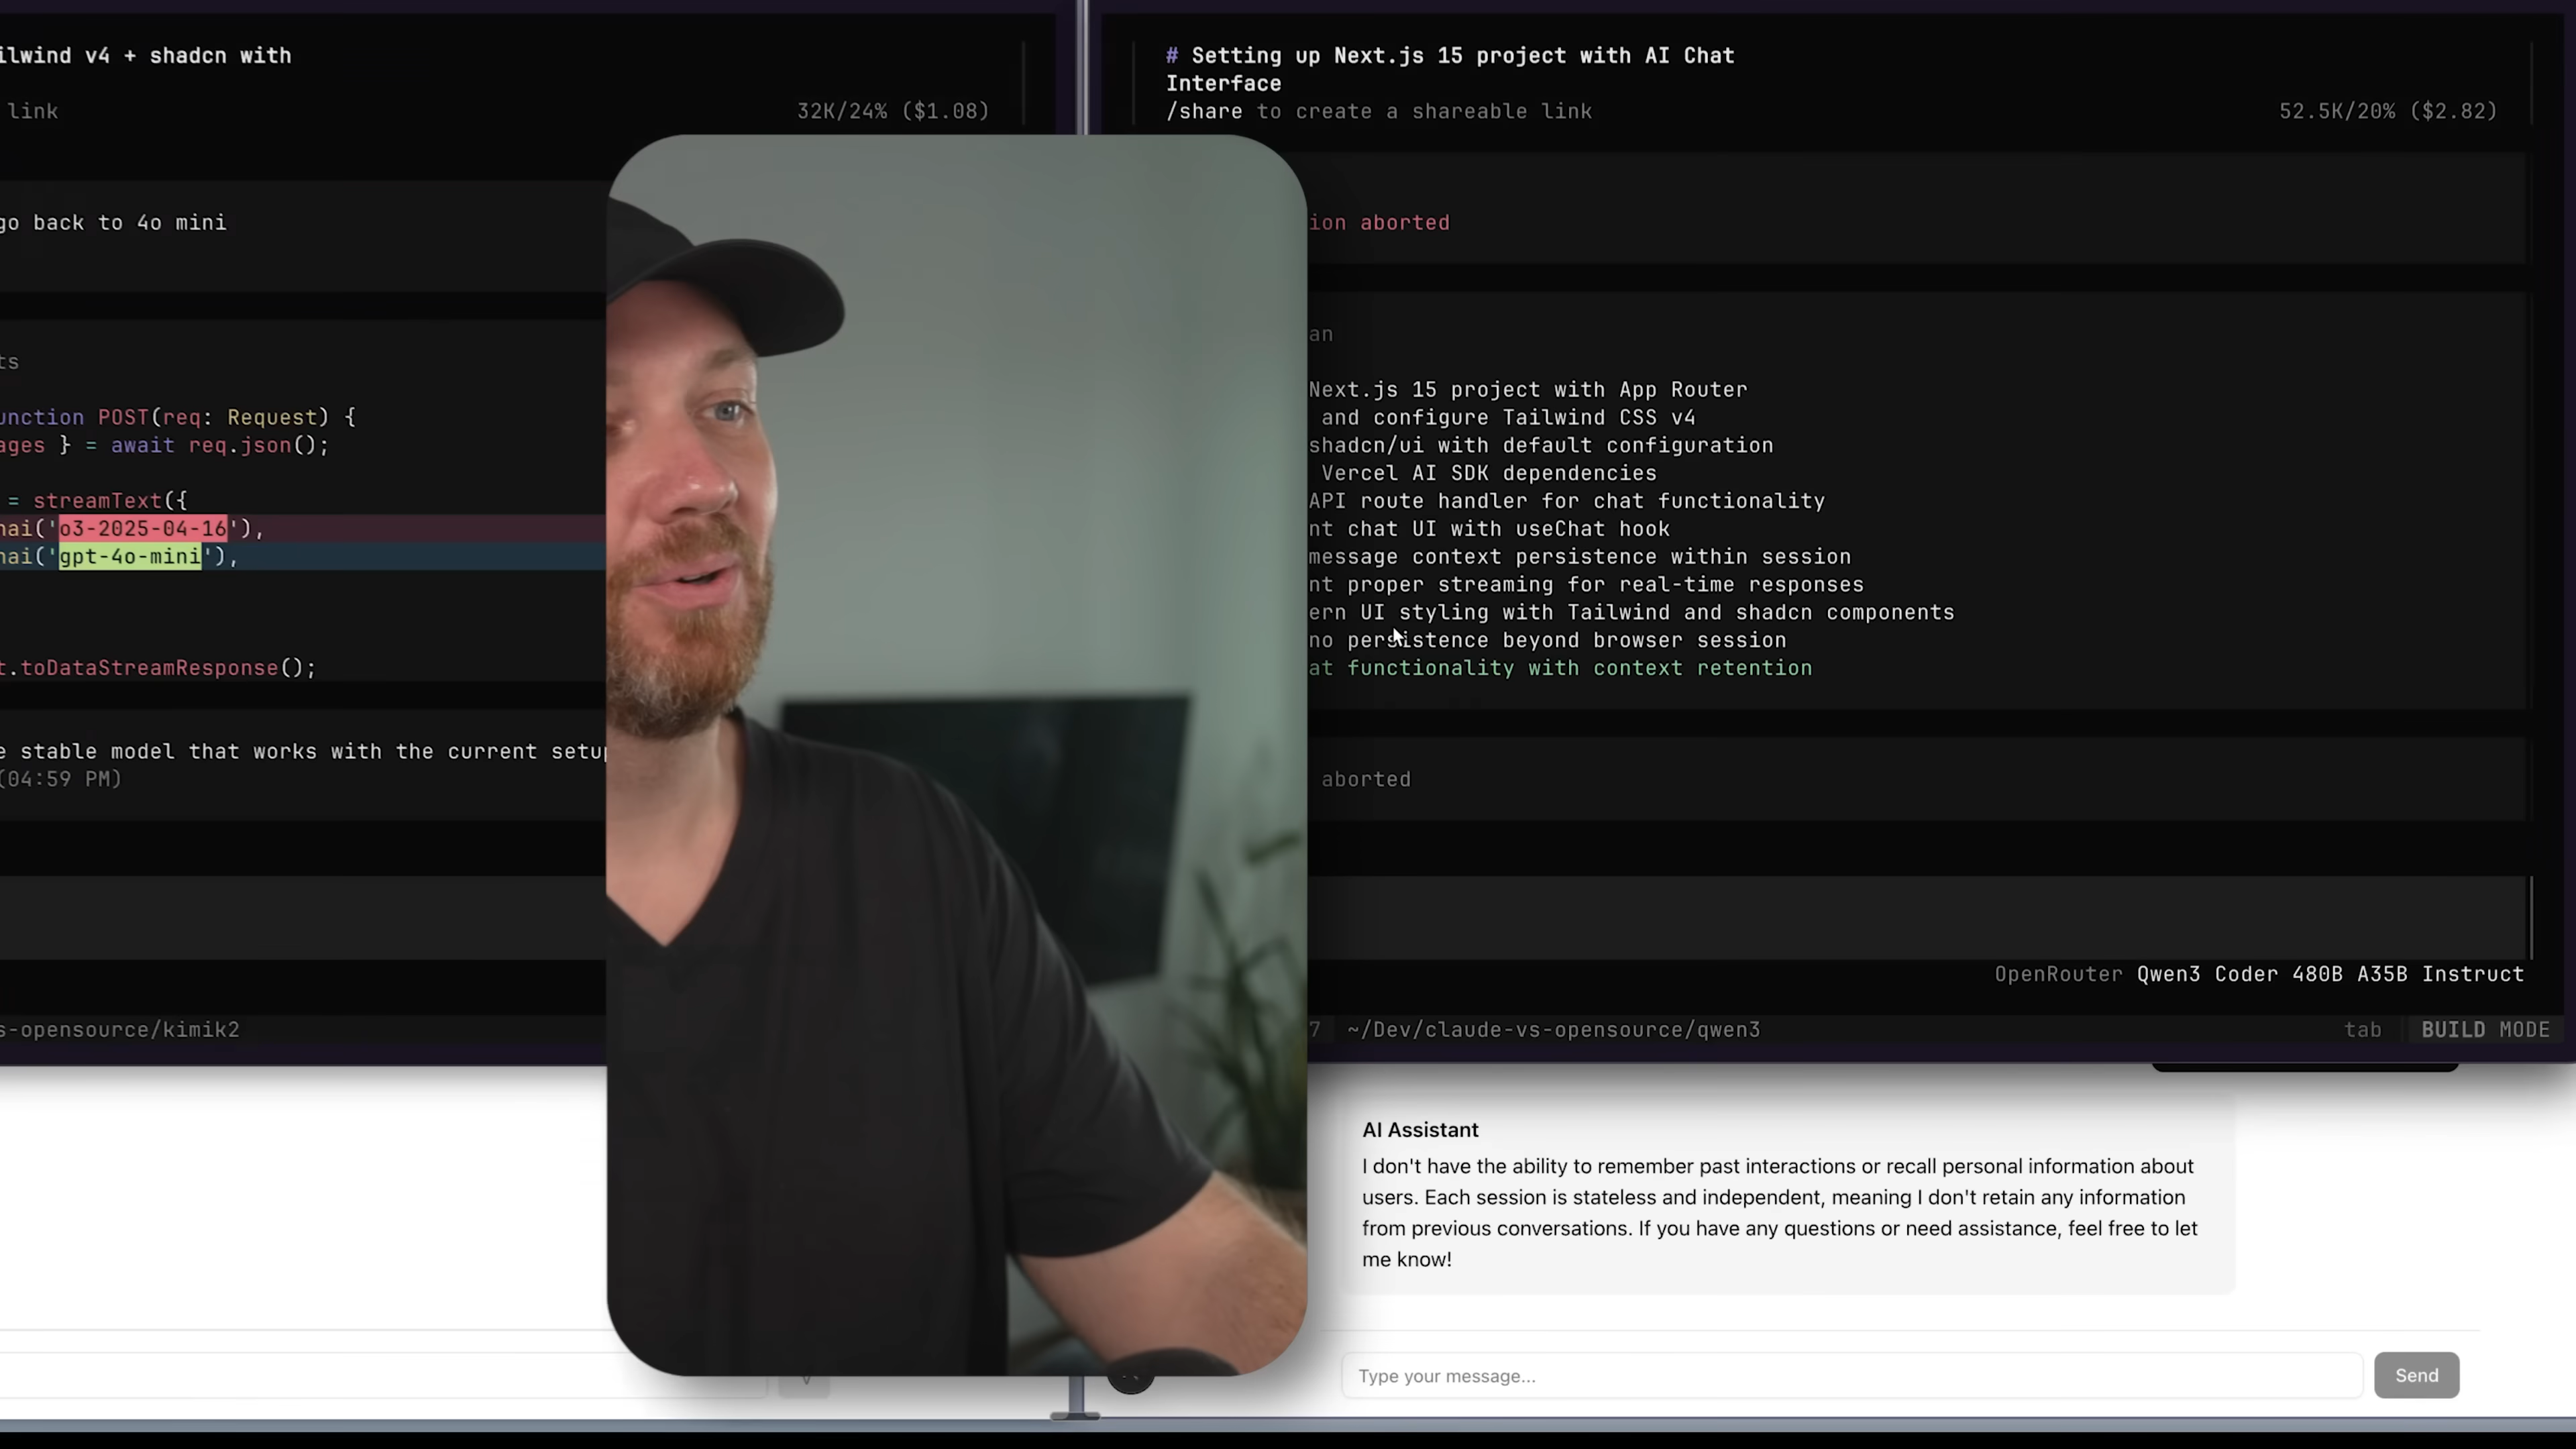 ilwind v4 + shadcn with
link 32K/24% ($1.08)
go back to 4o mini
ts
unction POST(req: Request) {
ages } = await req.json();
= streamText({
nai('o3-2025-04-16'),
nai('gpt-4o-mini'),
t.toDataStreamResponse();
e stable model that works with the current setup
(04:59 PM)
s-opensource/kimik2
# Setting up Next.js 15 project with AI Chat
Interface
/share to create a shareable link 52.5K/20% ($2.82)
ion aborted
an
Next.js 15 project with App Router
and configure Tailwind CSS v4
shadcn/ui with default configuration
Vercel AI SDK dependencies
API route handler for chat functionality
nt chat UI with useChat hook
message context persistence within session
nt proper streaming for real-time responses
ern UI styling with Tailwind and shadcn components
no persistence beyond browser session
at functionality with context retention
aborted
OpenRouter Qwen3 Coder 480B A35B Instruct
7 ~/Dev/claude-vs-opensource/qwen3 tab BUILD MODE
AI Assistant
I don't have the ability to remember past interactions or recall personal information about
users. Each session is stateless and independent, meaning I don't retain any information
from previous conversations. If you have any questions or need assistance, feel free to let
me know!
Type your message... Send